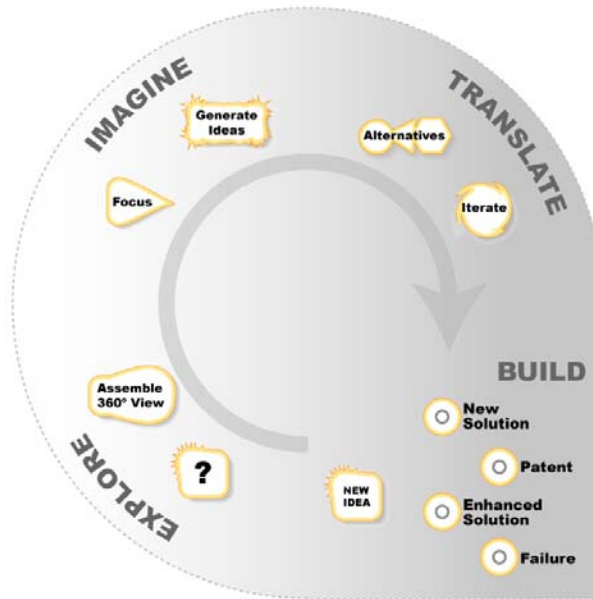 IMAGINE
TRANSLATE
Generate
Ideas
Alternatives
Focus
Iterate
BUILD
Assemble
360º View
New
Solution
EXPLORE
?
Patent
NEW
IDEA
Enhanced
Solution
Failure